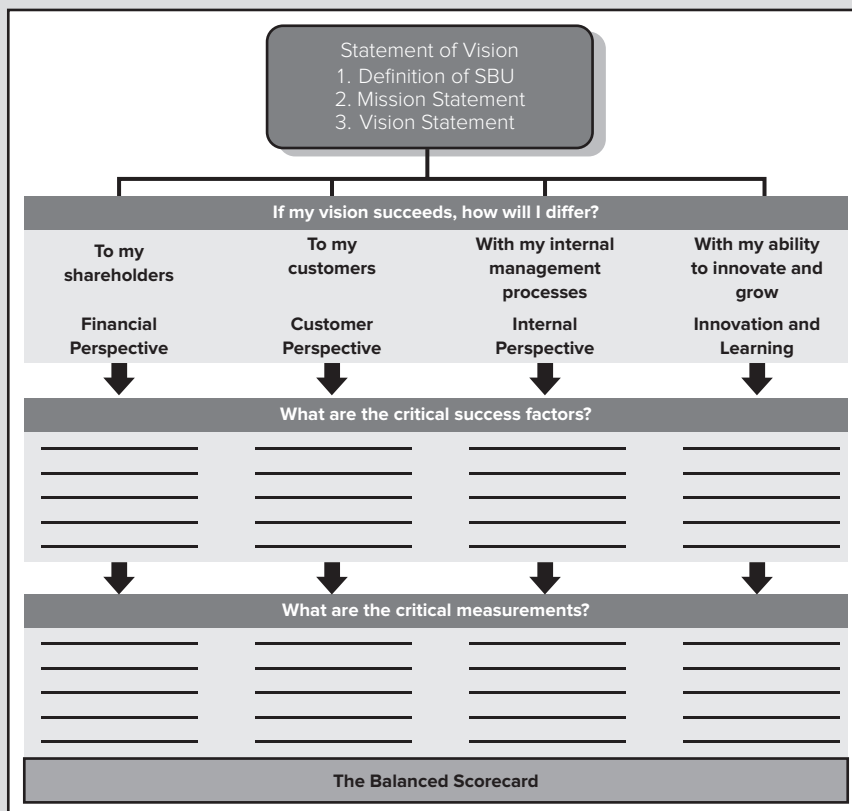 Statement of Vision
1. Definition of SBU
2. Mission Statement
3. Vision Statement
If my vision succeeds, how will I differ?
To my
shareholders
To my
customers
With my internal
management
processes
With my ability
to innovate and
grow
Financial
Perspective
Customer
Perspective
Internal
Perspective
Innovation and
Learning
What are the critical success factors?
What are the critical measurements?
The Balanced Scorecard